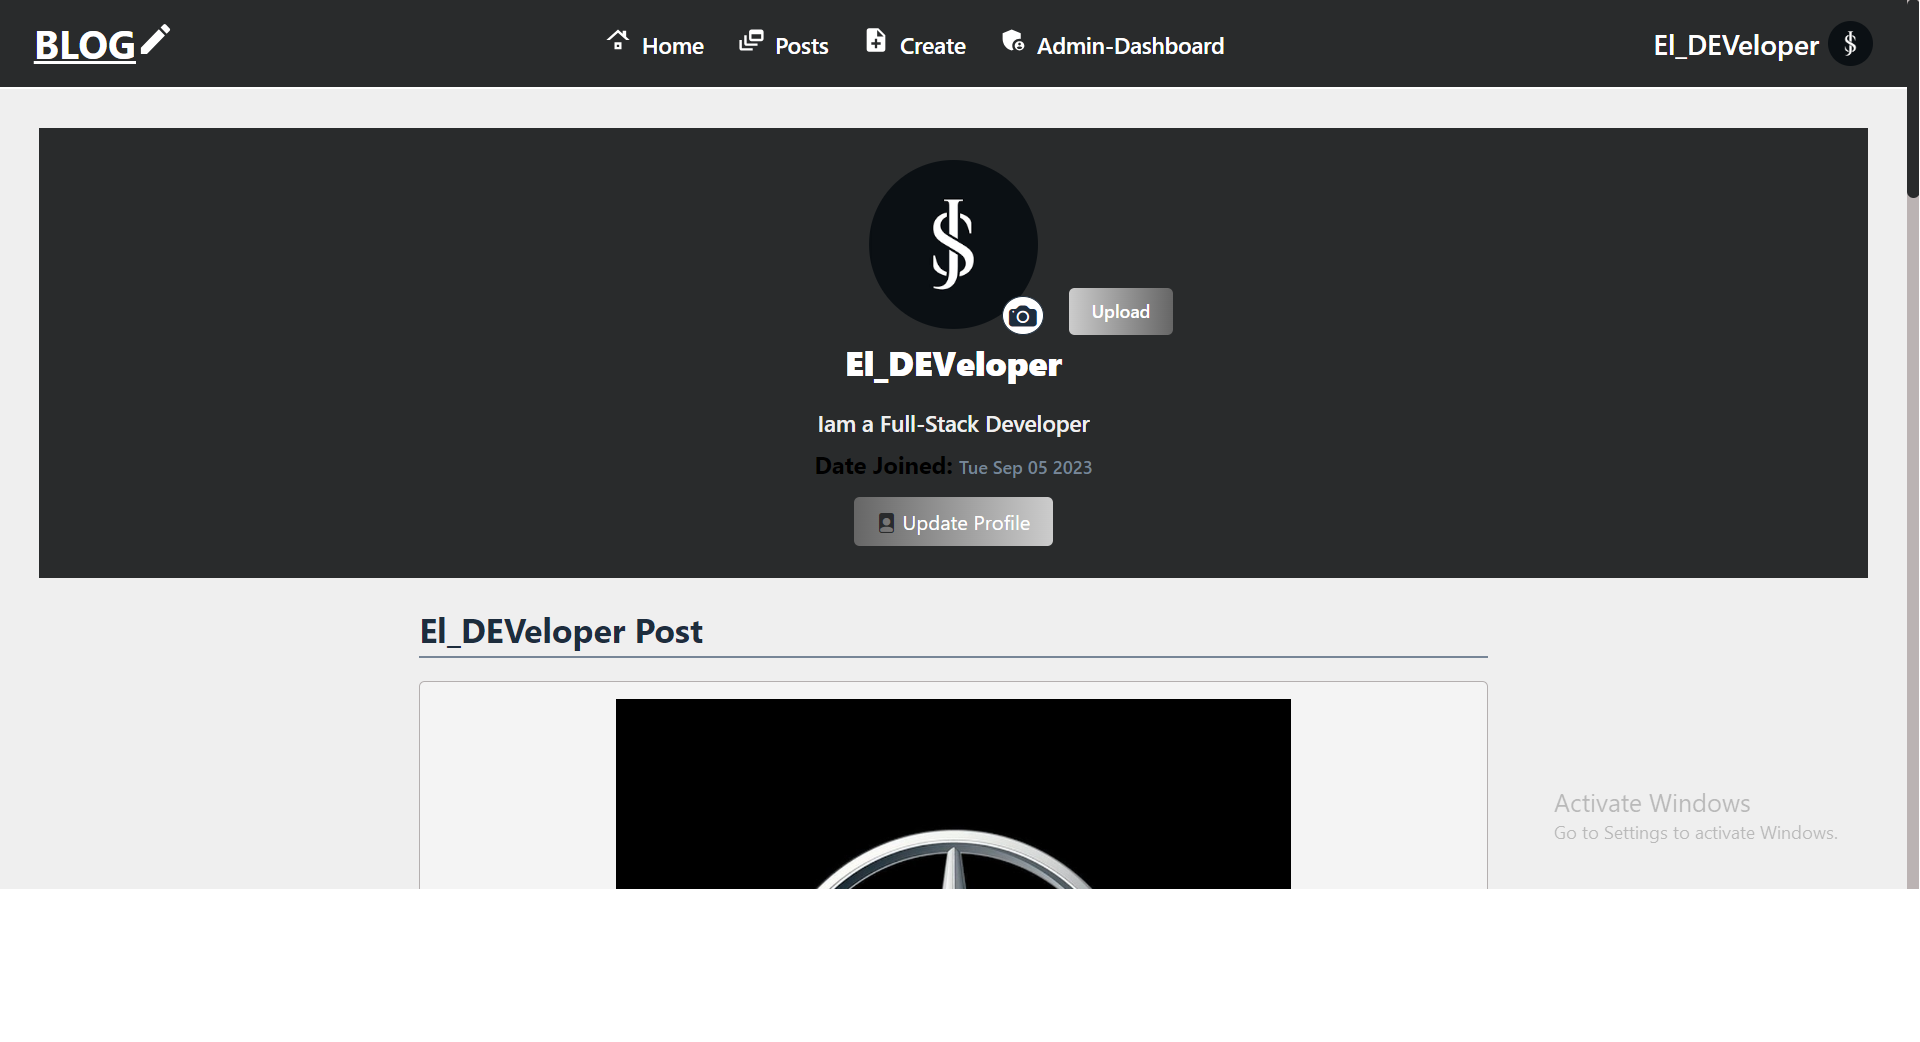 BLOG
Home
Posts
Create
Admin-Dashboard
El_DEVeloper
Upload
El_DEVeloper
Iam a Full-Stack Developer
Date Joined: Tue Sep 05 2023
Update Profile
El_DEVeloper Post
Activate Windows
Go to Settings to activate Windows.